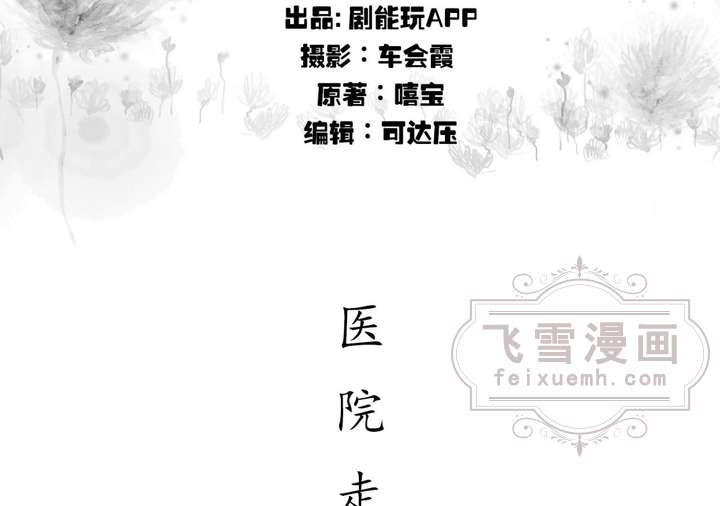 出品: 剧能玩APP
摄影：车会霞
原著：嘻宝
编辑：可达压
医
院
走
飞雪漫画
feixuemh.com